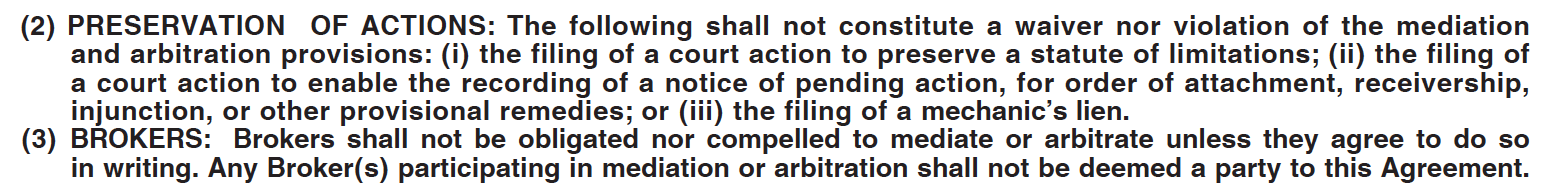 (2) PRESERVATION OF ACTIONS: The following shall not constitute a waiver nor violation of the mediation
and arbitration provisions: (i) the filing of a court action to preserve a statute of limitations; (ii) the filing of
a court action to enable the recording of a notice of pending action, for order of attachment, receivership,
injunction, or other provisional remedies; or (iii) the filing of a mechanic's lien.
(3) BROKERS: Brokers shall not be obligated nor compelled to mediate or arbitrate unless they agree to do so
in writing. Any Broker(s) participating in mediation or arbitration shall not be deemed a party to this Agreement.